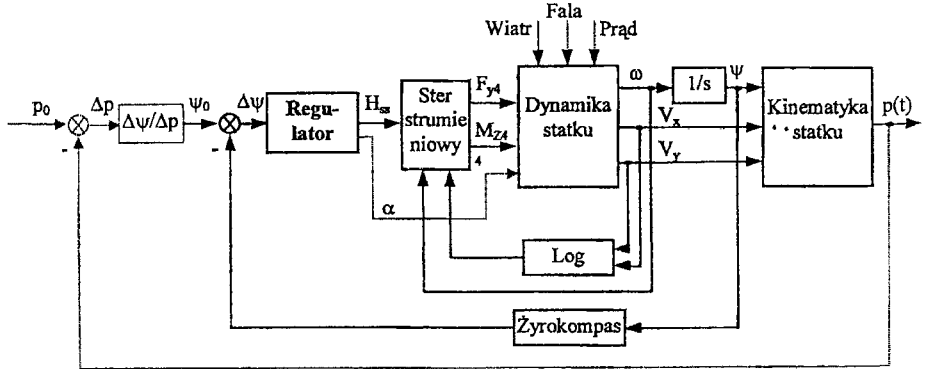 Fala
Wiatr
Prąd
p₀
Δp
Δψ/Δp
ψ₀
Δψ
-
-
Regu-
lator
Hss
α
Ster
strumie
niowy
Fy4
MZ4
4
Dynamika
statku
ω
Vx
Vy
1/s
ψ
Kinematyka
statku
p(t)
Log
Żyrokompas